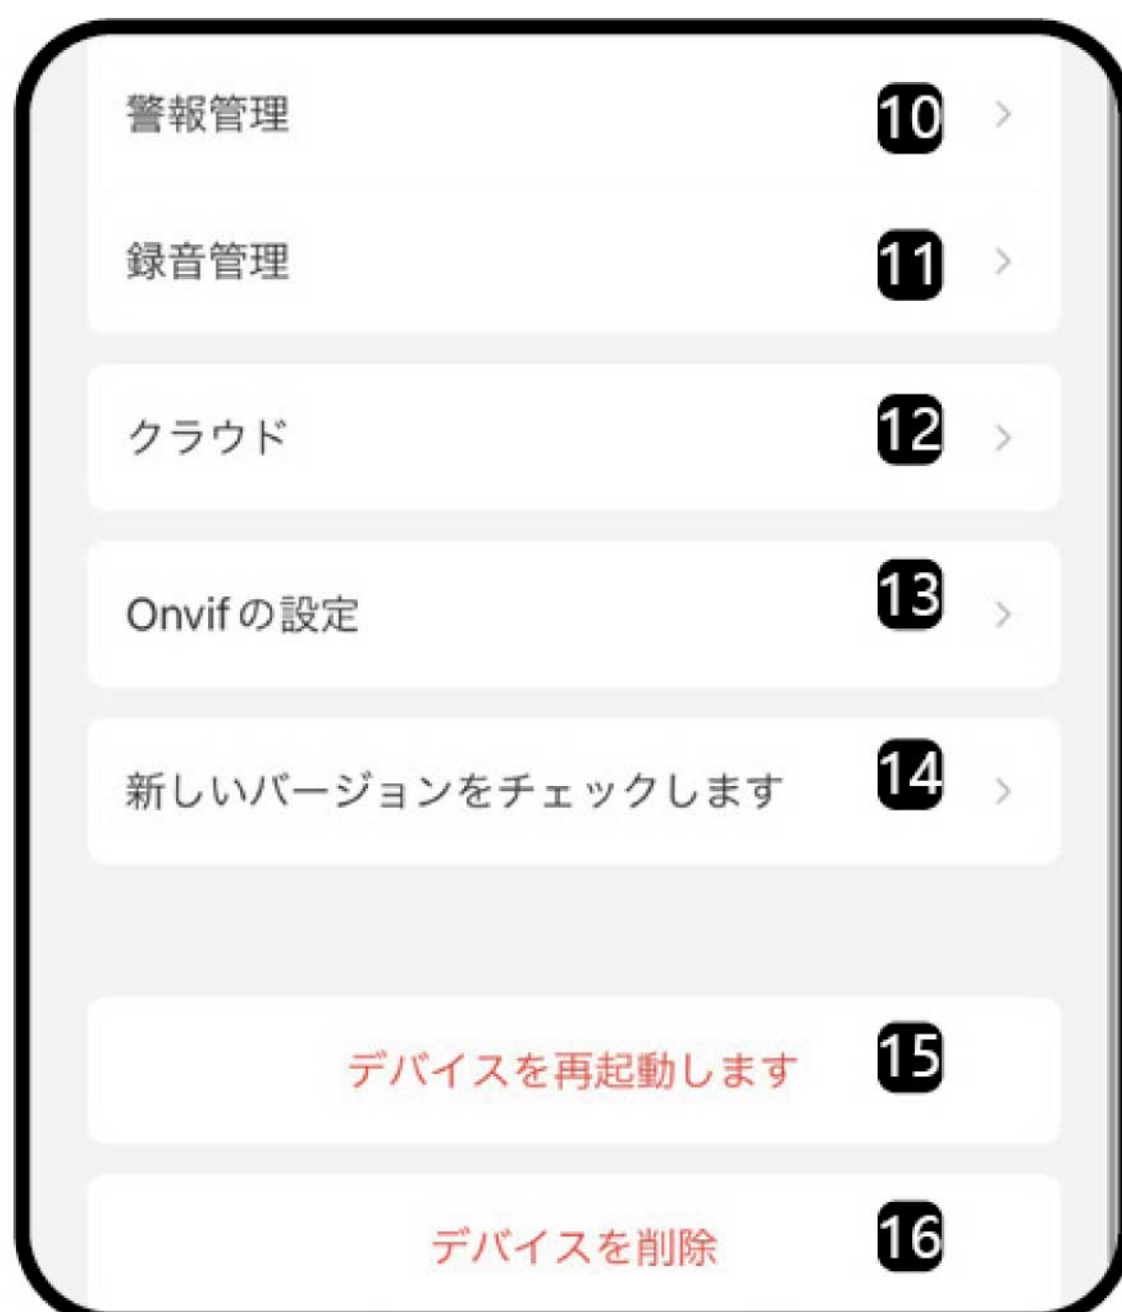 警報管理 10
録音管理 11
クラウド 12
Onvifの設定 13
新しいバージョンをチェックします 14
デバイスを再起動します 15
デバイスを削除 16